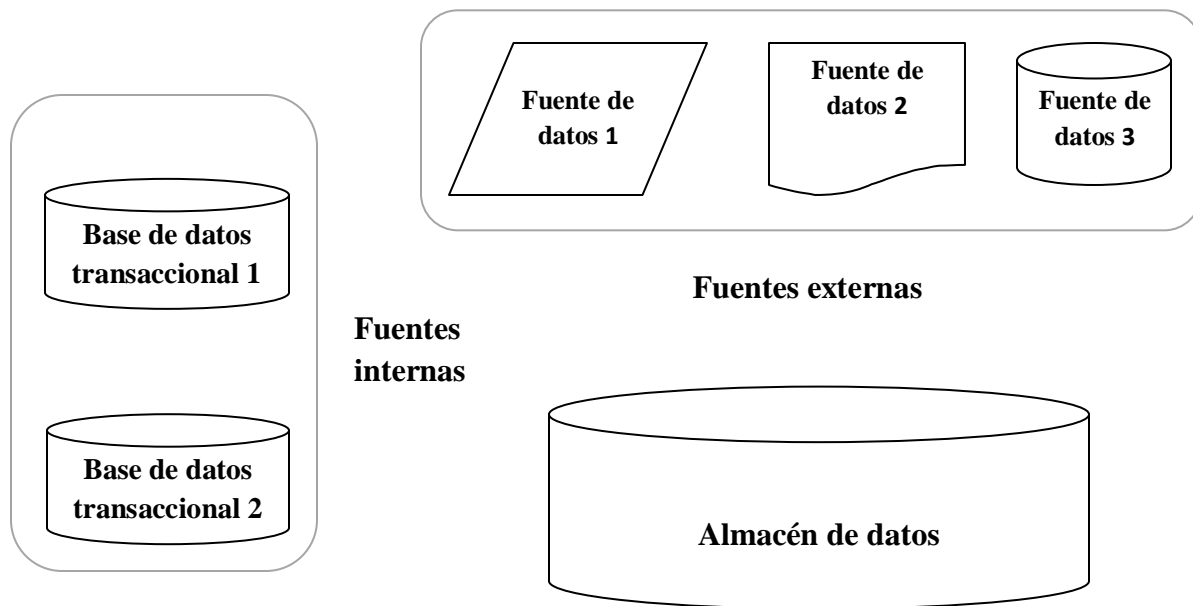 Fuente de
datos 1
Fuente de
datos 2
Fuente de
datos 3
Base de datos
transaccional 1
Fuentes externas
Fuentes
internas
Base de datos
transaccional 2
Almacén de datos